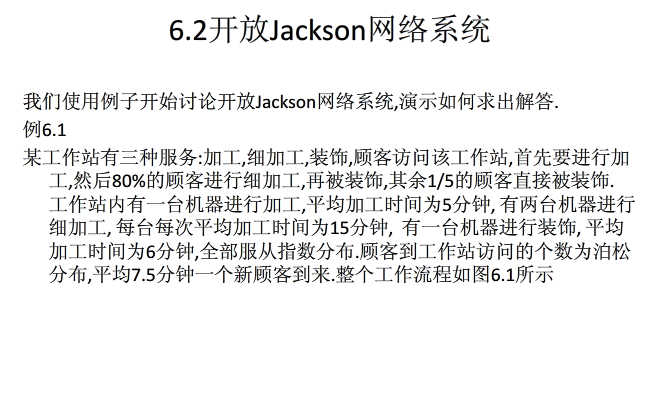 6.2开放Jackson网络系统
我们使用例子开始讨论开放Jackson网络系统,演示如何求出解答.
例6.1
某工作站有三种服务:加工,细加工,装饰,顾客访问该工作站,首先要进行加
工,然后80%的顾客进行细加工,再被装饰,其余1/5的顾客直接被装饰.
工作站内有一台机器进行加工,平均加工时间为5分钟, 有两台机器进行
细加工, 每台每次平均加工时间为15分钟, 有一台机器进行装饰, 平均
加工时间为6分钟,全部服从指数分布.顾客到工作站访问的个数为泊松
分布,平均7.5分钟一个新顾客到来.整个工作流程如图6.1所示